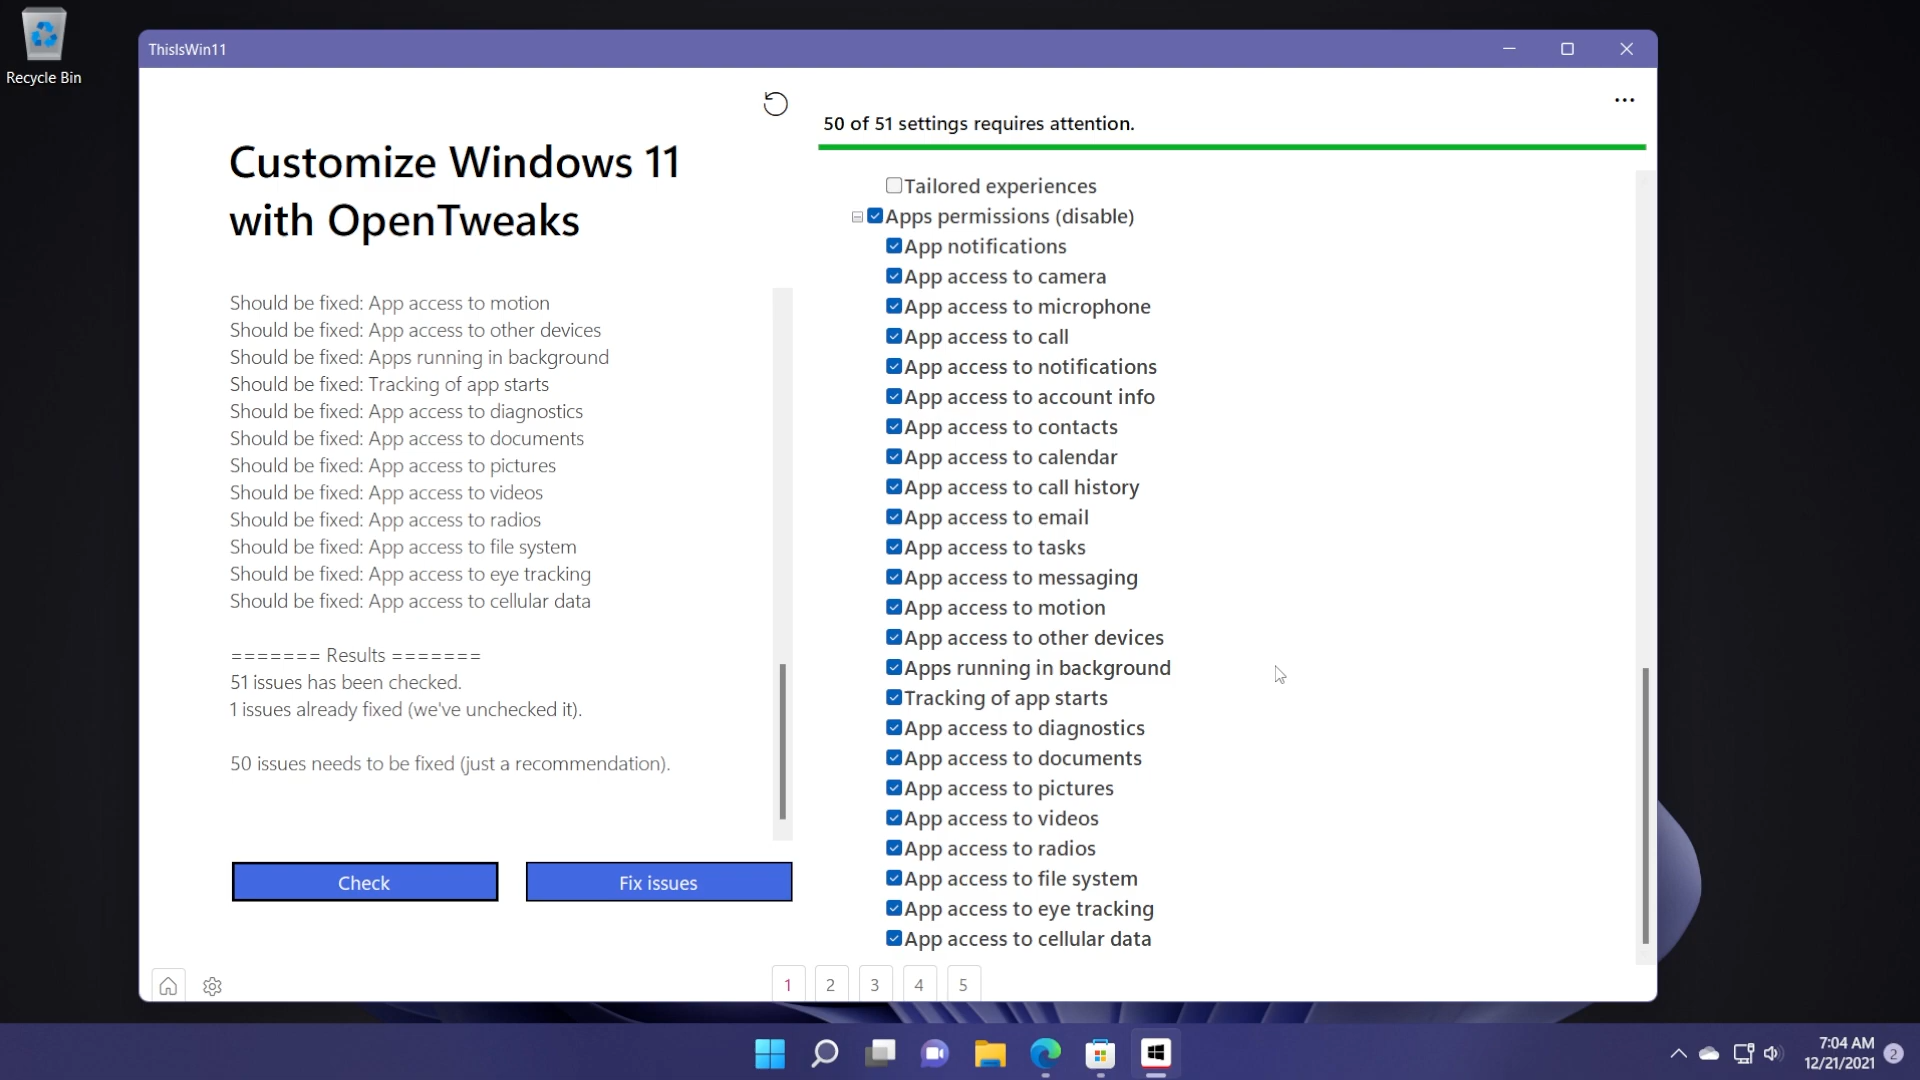 Recycle Bin
ThisIsWin11
Customize Windows 11
with OpenTweaks
Should be fixed: App access to motion
Should be fixed: App access to other devices
Should be fixed: Apps running in background
Should be fixed: Tracking of app starts
Should be fixed: App access to diagnostics
Should be fixed: App access to documents
Should be fixed: App access to pictures
Should be fixed: App access to videos
Should be fixed: App access to radios
Should be fixed: App access to file system
Should be fixed: App access to eye tracking
Should be fixed: App access to cellular data
======= Results =======
51 issues has been checked.
1 issues already fixed (we've unchecked it).
50 issues needs to be fixed (just a recommendation).
Check
Fix issues
50 of 51 settings requires attention.
Tailored experiences
Apps permissions (disable)
App notifications
App access to camera
App access to microphone
App access to call
App access to notifications
App access to account info
App access to contacts
App access to calendar
App access to call history
App access to email
App access to tasks
App access to messaging
App access to motion
App access to other devices
Apps running in background
Tracking of app starts
App access to diagnostics
App access to documents
App access to pictures
App access to videos
App access to radios
App access to file system
App access to eye tracking
App access to cellular data
1 2 3 4 5
7:04 AM
12/21/2021
2